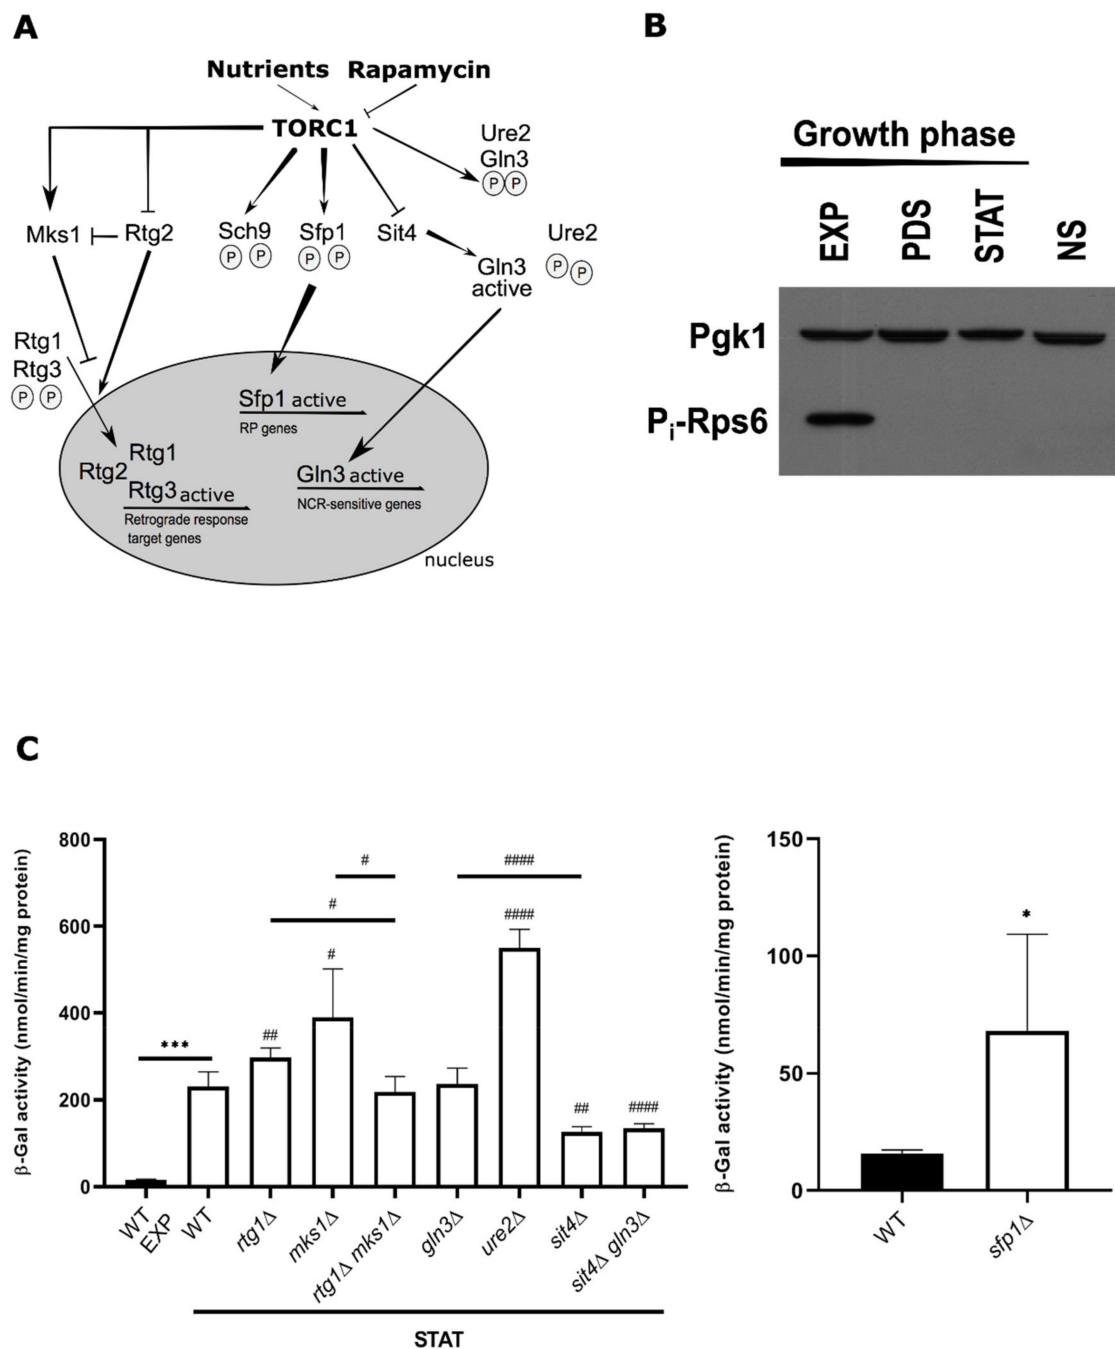 A
Nutrients Rapamycin
TORC1
Ure2
Gln3
P P
Mks1 Rtg2 Sch9 Sfp1 Sit4 Ure2
P P P P P P
Gln3
active
Rtg1
Rtg3
P P
Sfp1 active
RP genes
Rtg1
Rtg2
Rtg3 active
Retrograde response
target genes
Gln3 active
NCR-sensitive genes
nucleus
B
Growth phase
EXP PDS STAT NS
Pgk1
Pi-Rps6
C
β-Gal activity (nmol/min/mg protein)
800
600
400
200
0
***
##
#
#
#
####
####
##
####
WT EXP
WT
rtg1Δ
mks1Δ
rtg1Δ mks1Δ
gln3Δ
ure2Δ
sit4Δ
sit4Δ gln3Δ
STAT
β-Gal activity (nmol/min/mg protein)
150
100
50
0
*
WT
sfp1Δ